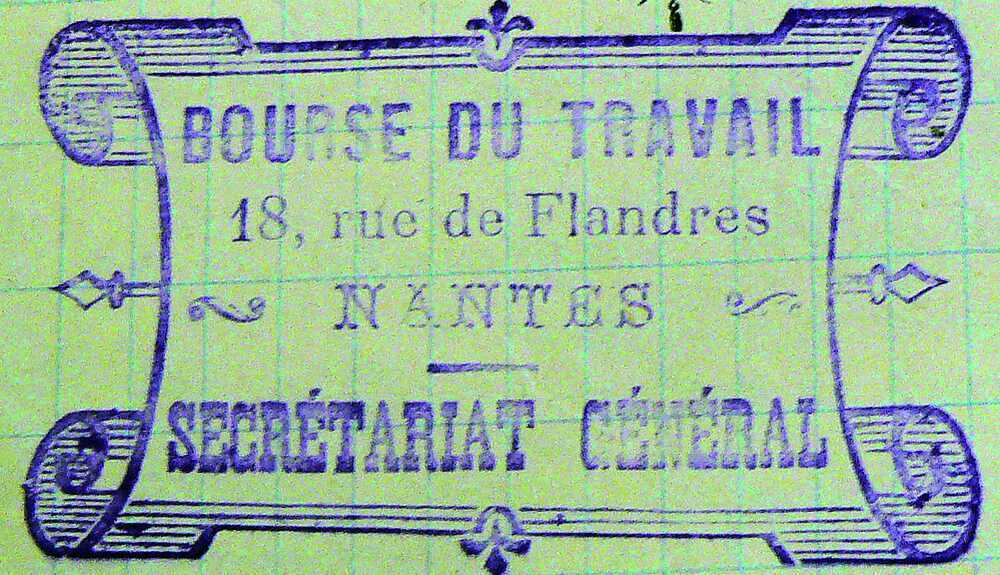 BOURSE DU TRAVAIL
18, rue de Flandres
NANTES
SECRÉTARIAT GÉNÉRAL